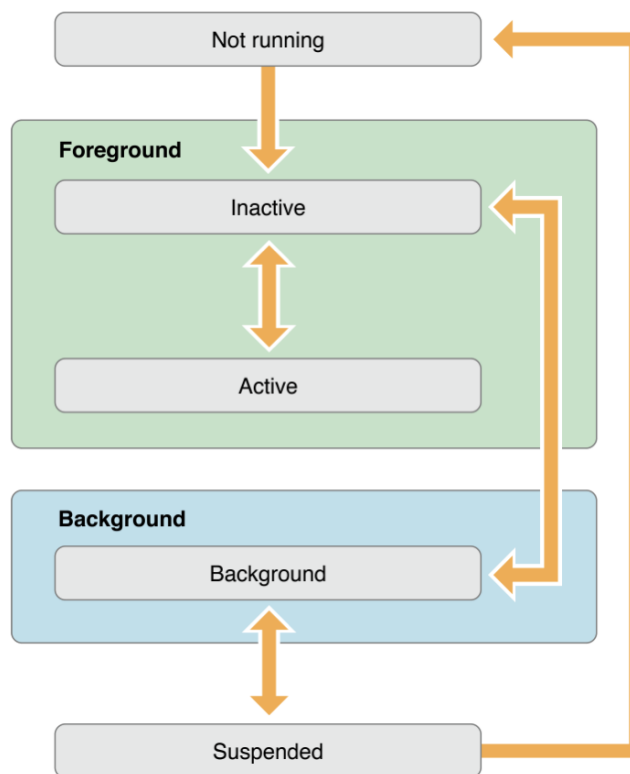 Not running
Foreground
Inactive
Active
Background
Background
Suspended